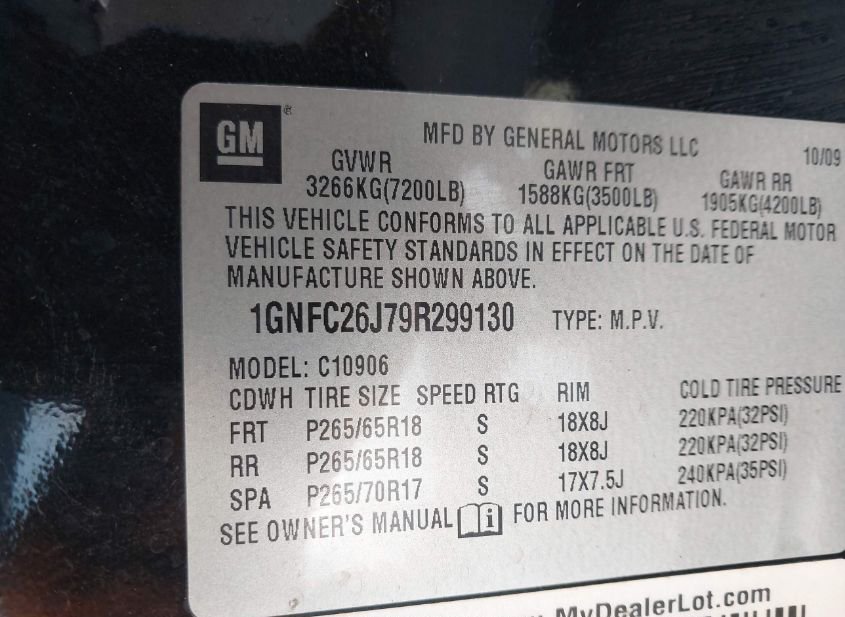 GM ®
MFD BY GENERAL MOTORS LLC 10/09
GVWR GAWR FRT GAWR RR
3266KG(7200LB) 1588KG(3500LB) 1905KG(4200LB)
THIS VEHICLE CONFORMS TO ALL APPLICABLE U.S. FEDERAL MOTOR
VEHICLE SAFETY STANDARDS IN EFFECT ON THE DATE OF
MANUFACTURE SHOWN ABOVE.
1GNFC26J79R299130 TYPE: M.P.V.
MODEL: C10906
CDWH TIRE SIZE SPEED RTG RIM COLD TIRE PRESSURE
FRT P265/65R18 S 18X8J 220KPA(32PSI)
RR P265/65R18 S 18X8J 220KPA(32PSI)
SPA P265/70R17 S 17X7.5J 240KPA(35PSI)
SEE OWNER'S MANUAL i FOR MORE INFORMATION.
MyDealerLot.com